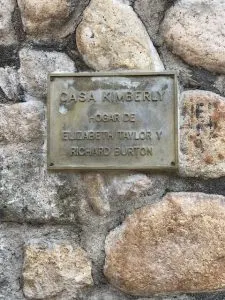 CASA KIMBERLY
HOGAR DE
ELIZABETH TAYLOR Y
RICHARD BURTON